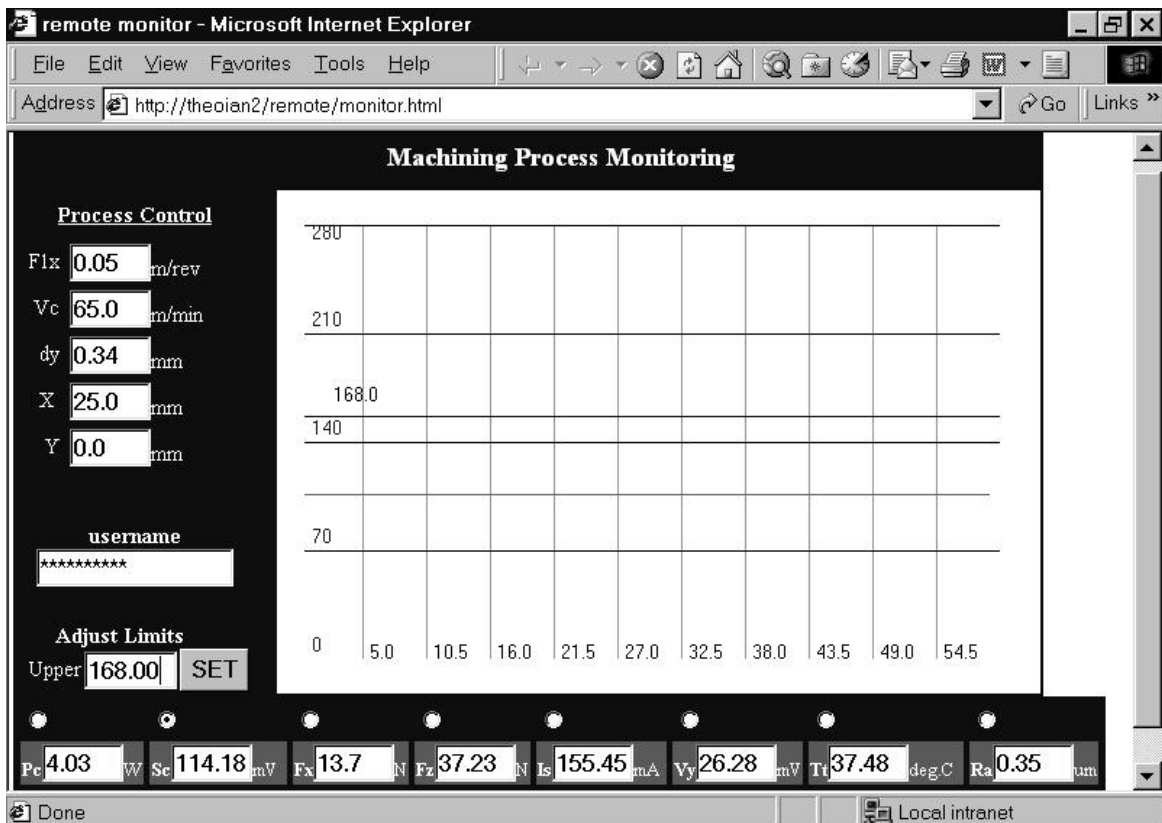 remote monitor - Microsoft Internet Explorer
File Edit View Favorites Tools Help
Address http://theoian2/remote/monitor.html Go Links »
Machining Process Monitoring
Process Control
F1x 0.05 m/rev
Vc 65.0 m/min
dy 0.34 mm
X 25.0 mm
Y 0.0 mm
username
**********
Adjust Limits
Upper 168.00 SET
280
210
168.0
140
70
0 5.0 10.5 16.0 21.5 27.0 32.5 38.0 43.5 49.0 54.5
Pc 4.03 W Sc 114.18 mV Fx 13.7 N Fz 37.23 N Is 155.45 mA Vy 26.28 mV Tt 37.48 deg.C Ra 0.35 um
Done Local intranet